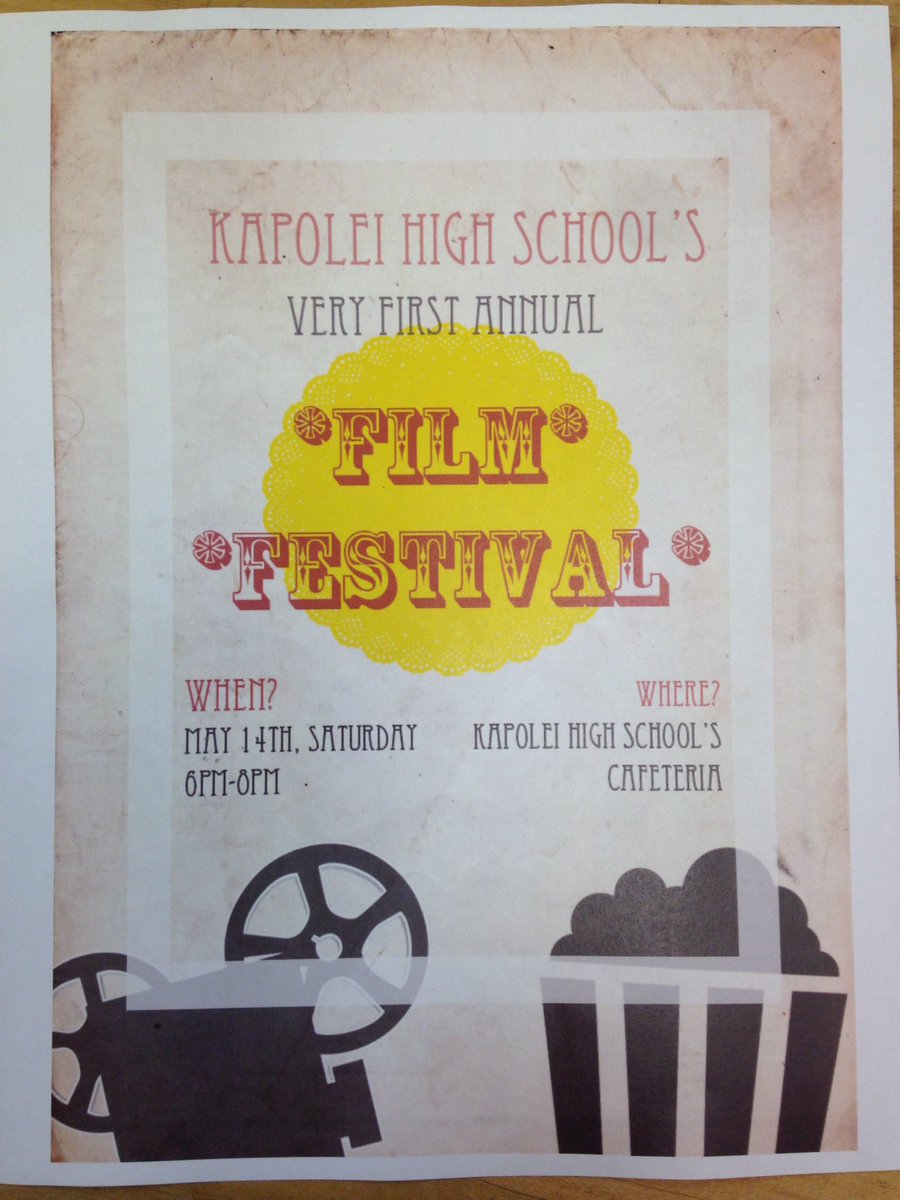 KAPOLEI HIGH SCHOOL'S
VERY FIRST ANNUAL
*FILM*
*FESTIVAL*
WHEN?
MAY 14TH, SATURDAY
6PM-8PM
WHERE?
KAPOLEI HIGH SCHOOL'S
CAFETERIA